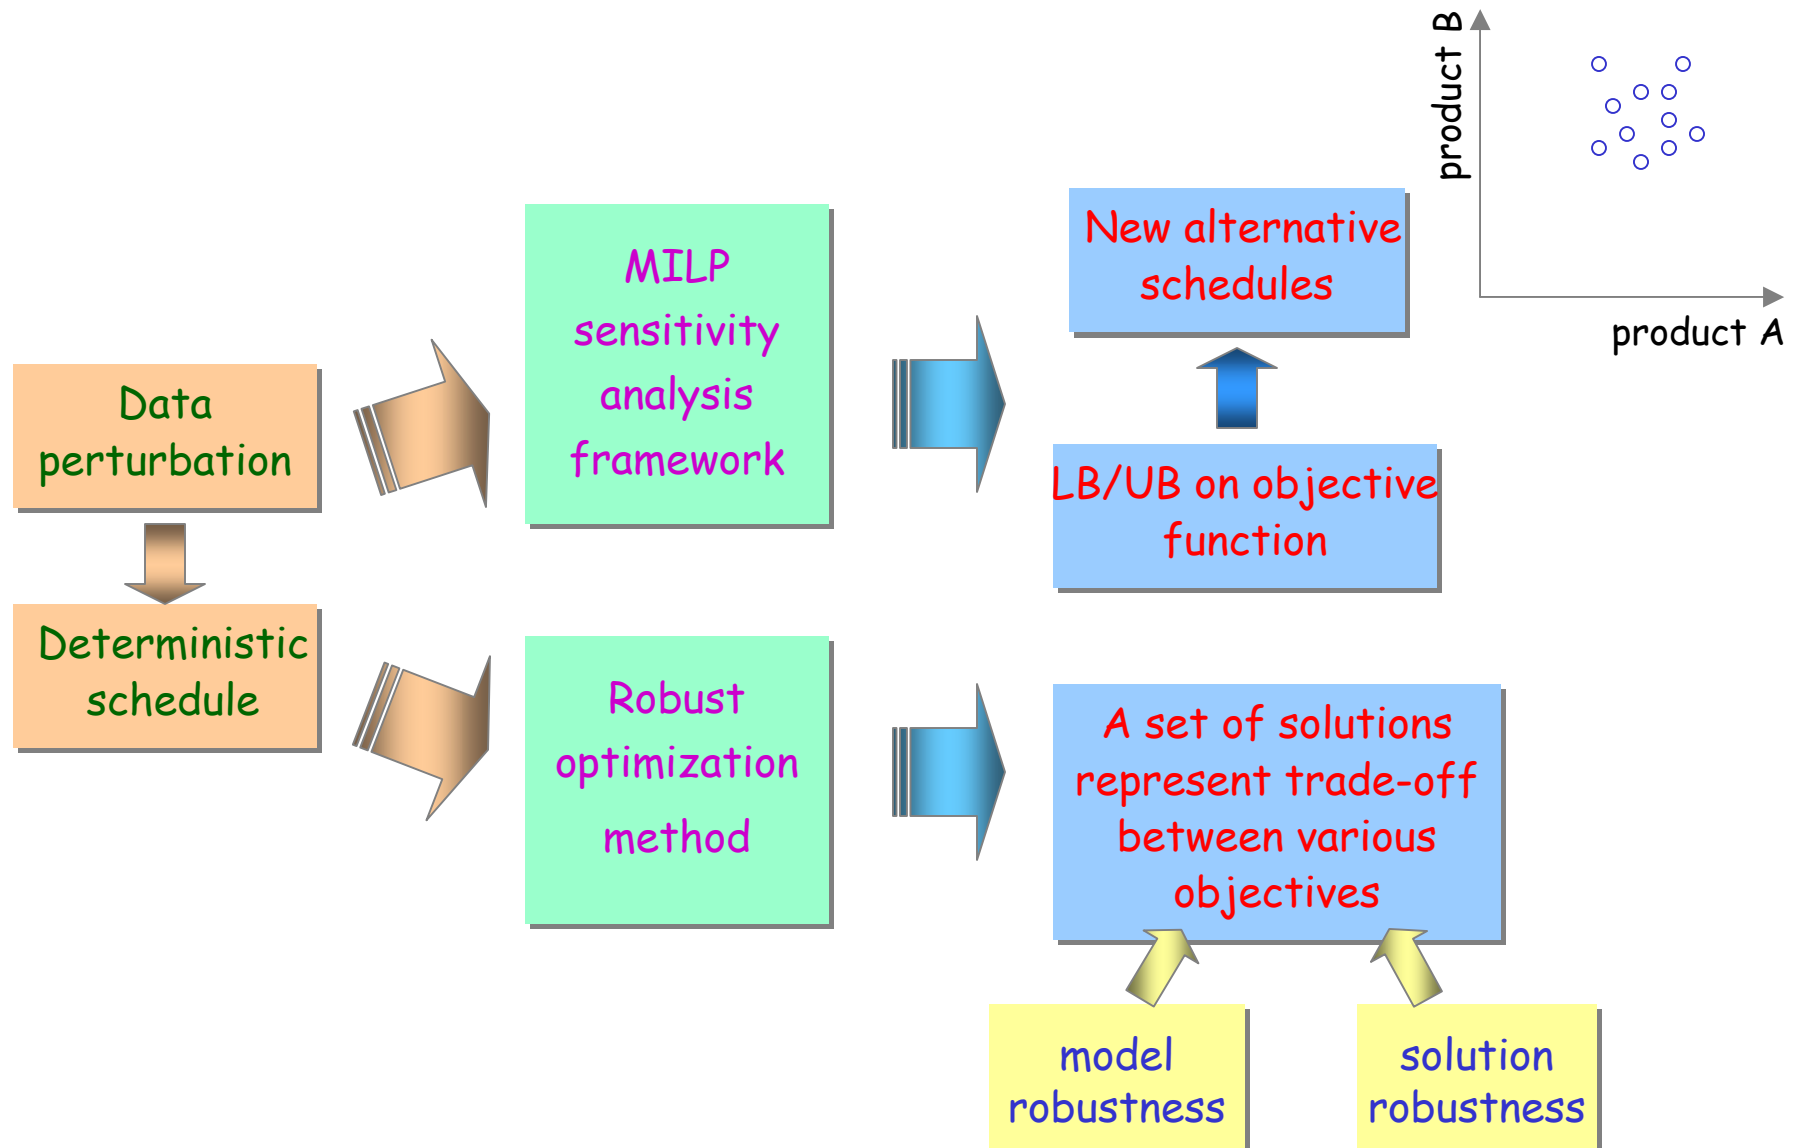 product B
product A
New alternative
schedules
MILP
sensitivity
analysis
framework
Data
perturbation
LB/UB on objective
function
Deterministic
schedule
Robust
optimization
method
A set of solutions
represent trade-off
between various
objectives
model
robustness
solution
robustness